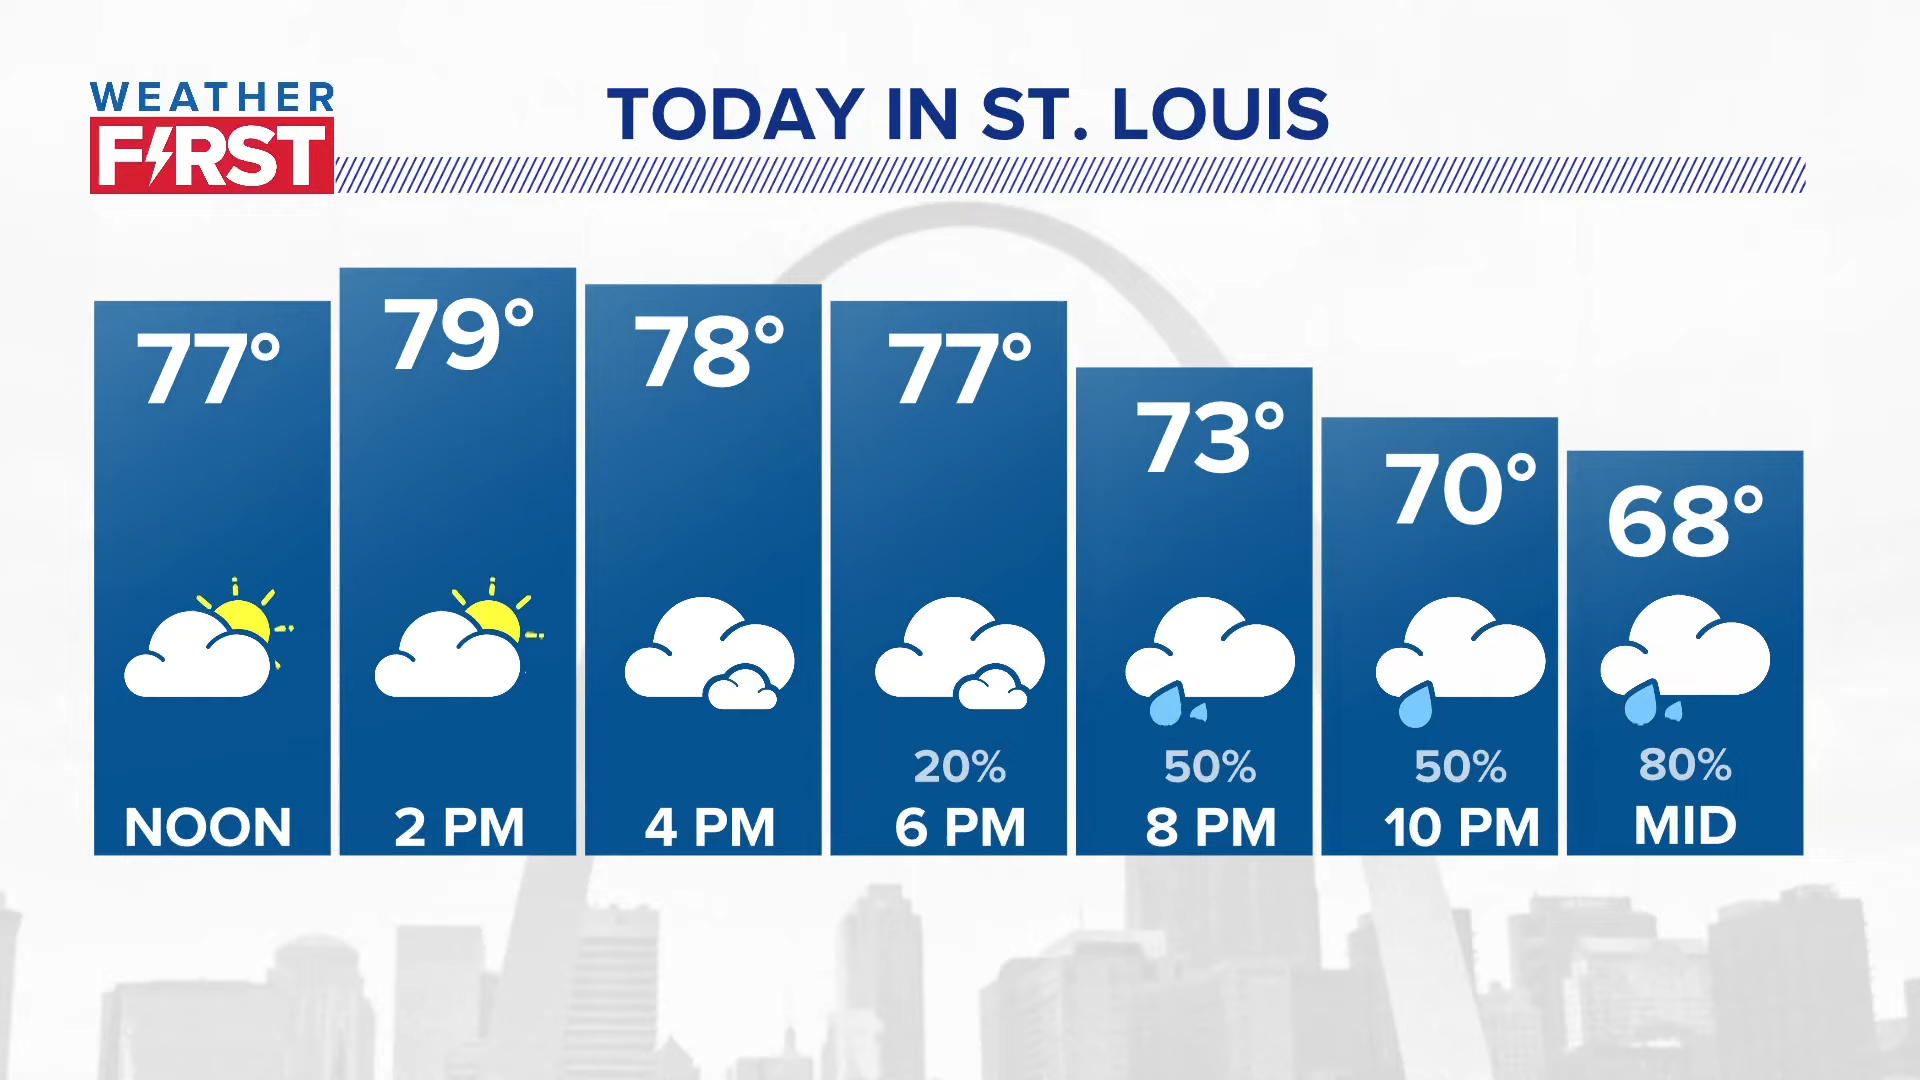 WEATHER
FIRST
TODAY IN ST. LOUIS
77°
79°
78°
77°
73°
70°
68°
20%
50%
50%
80%
NOON
2 PM
4 PM
6 PM
8 PM
10 PM
MID